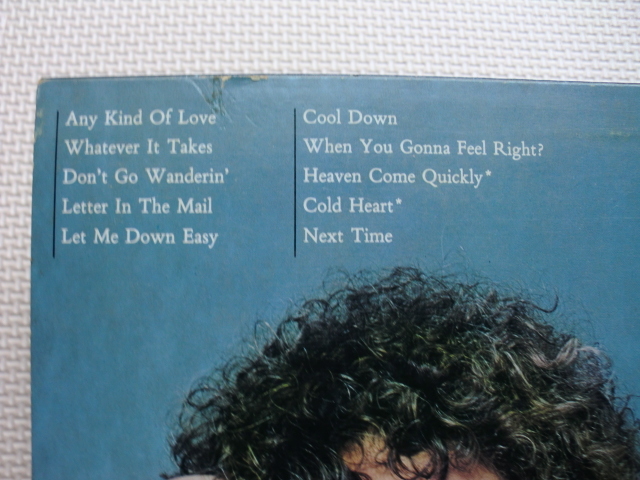 Any Kind Of Love
Whatever It Takes
Don't Go Wanderin'
Letter In The Mail
Let Me Down Easy
Cool Down
When You Gonna Feel Right?
Heaven Come Quickly*
Cold Heart*
Next Time